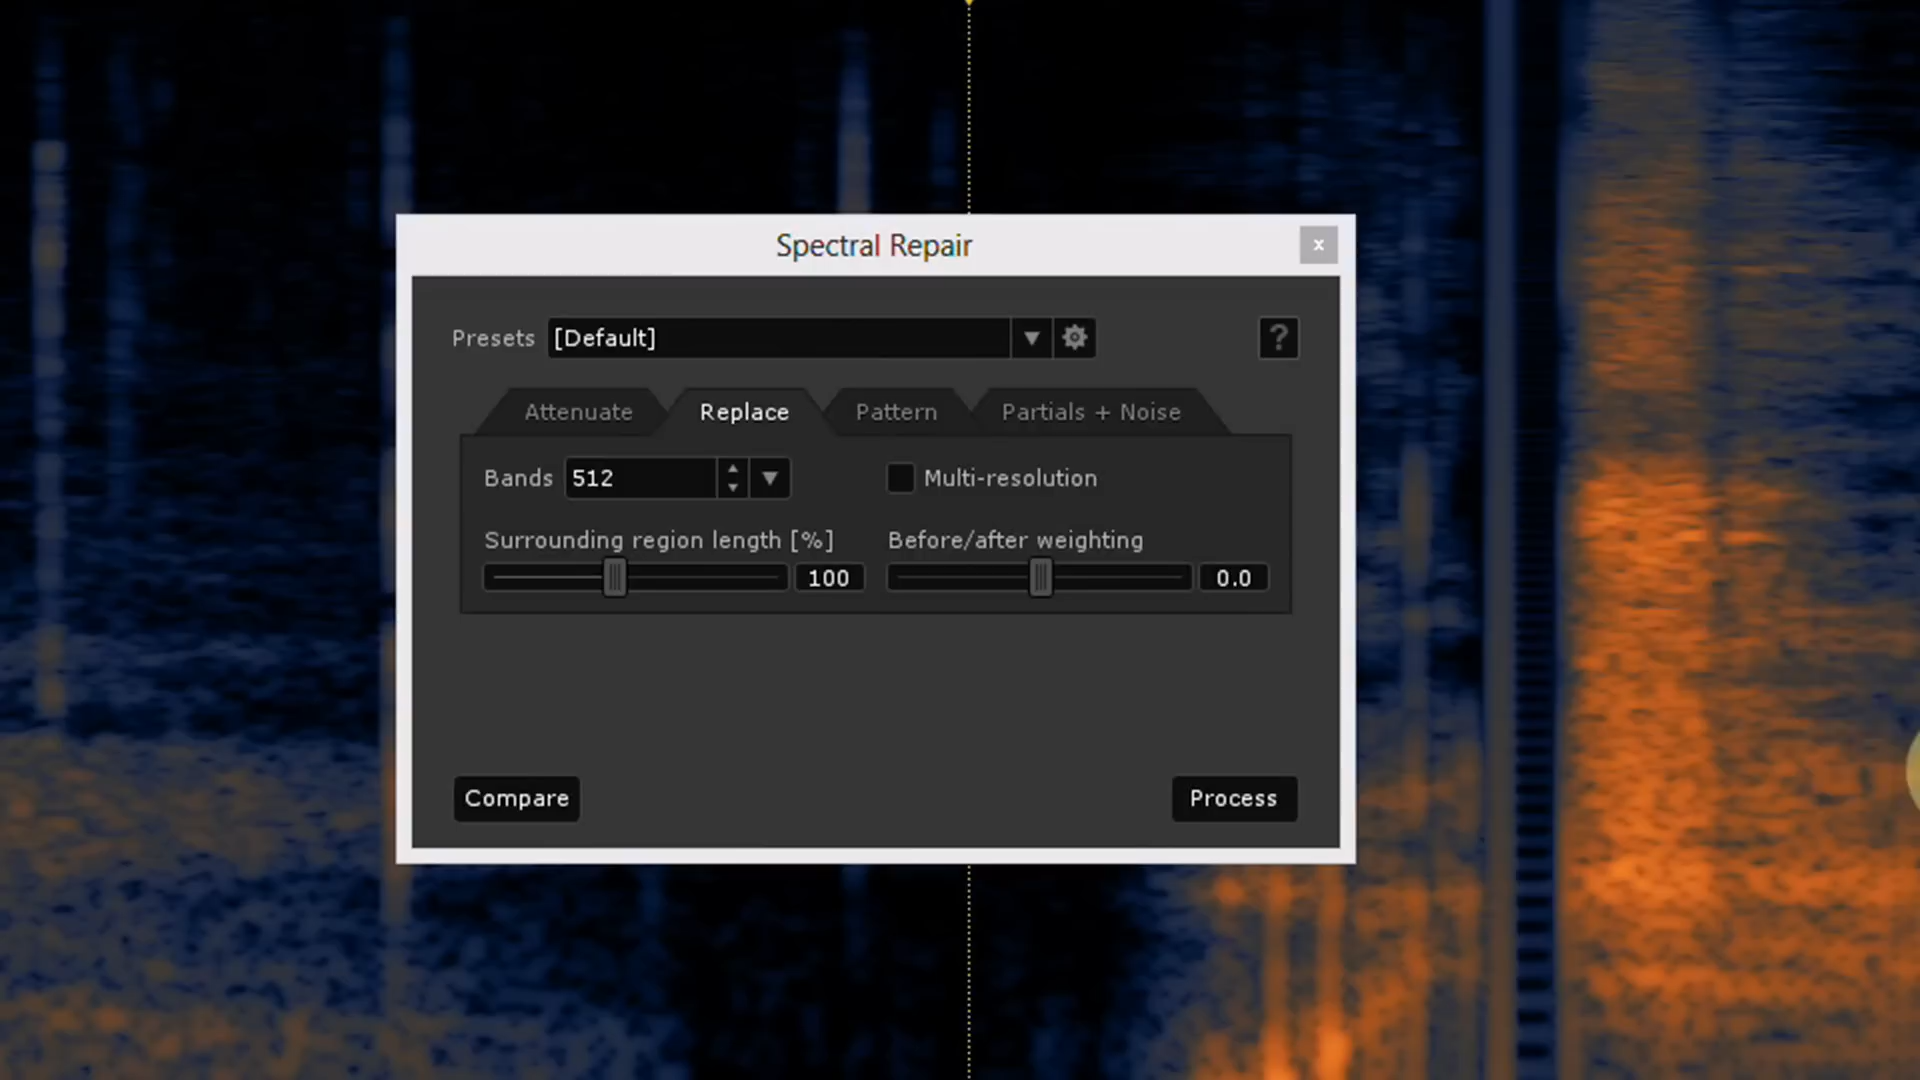 Spectral Repair
x
Presets [Default] ?
Attenuate Replace Pattern Partials + Noise
Bands 512 Multi-resolution
Surrounding region length [%] Before/after weighting
100 0.0
Compare Process